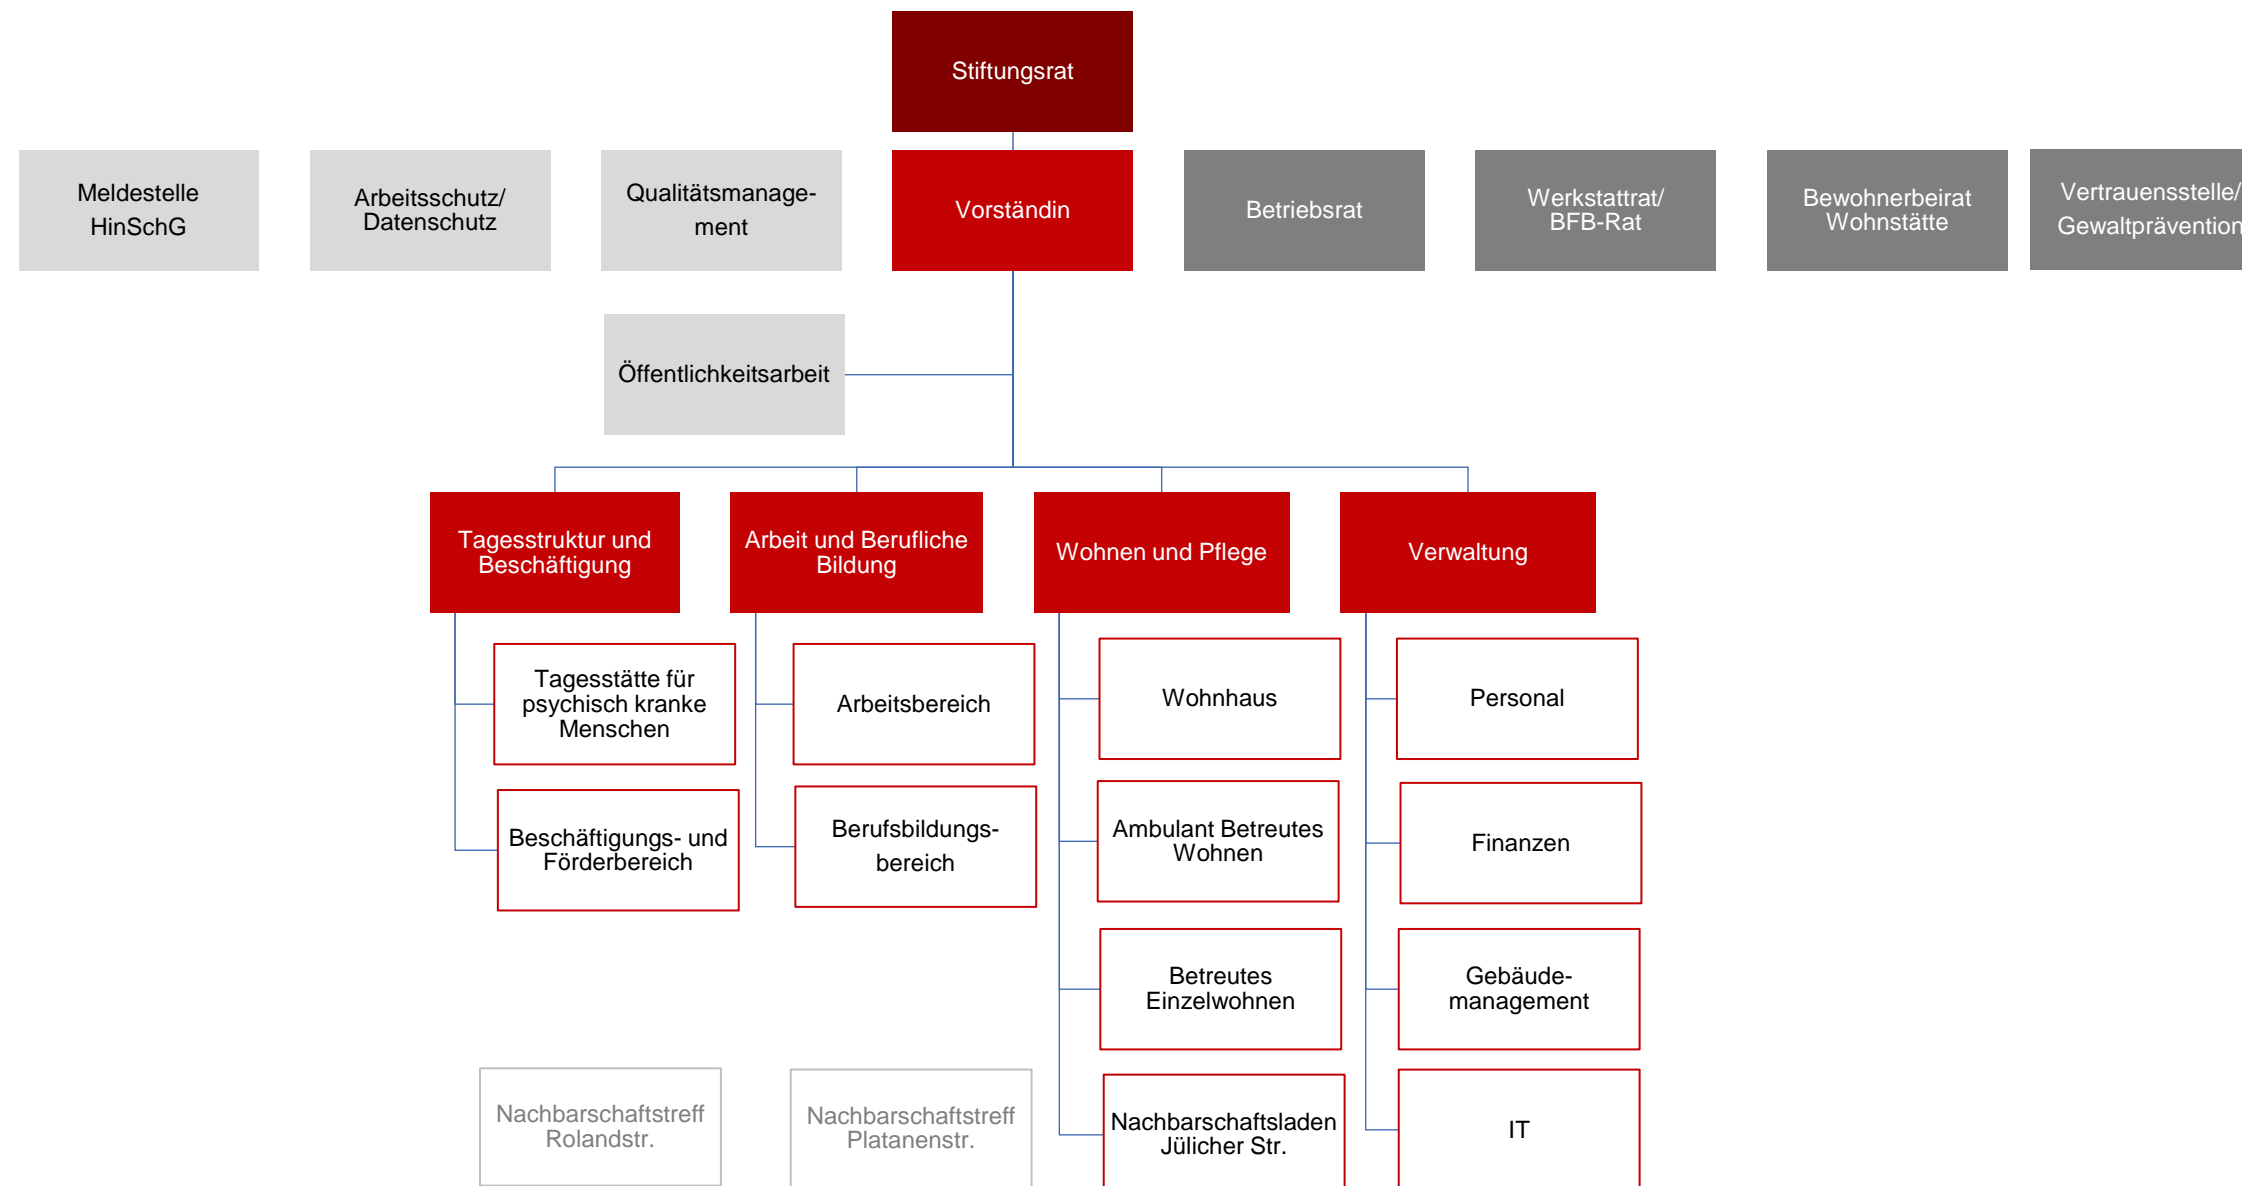 Stiftungsrat
Meldestelle
HinSchG
Arbeitsschutz/
Datenschutz
Qualitätsmanage-
ment
Vorständin
Betriebsrat
Werkstattrat/
BFB-Rat
Bewohnerbeirat
Wohnstätte
Vertrauensstelle/
Gewaltprävention
Öffentlichkeitsarbeit
Tagesstruktur und
Beschäftigung
Arbeit und Berufliche
Bildung
Wohnen und Pflege
Verwaltung
Tagesstätte für
psychisch kranke
Menschen
Arbeitsbereich
Wohnhaus
Personal
Beschäftigungs- und
Förderbereich
Berufsbildungs-
bereich
Ambulant Betreutes
Wohnen
Finanzen
Betreutes
Einzelwohnen
Gebäude-
management
Nachbarschaftstreff
Rolandstr.
Nachbarschaftstreff
Platanenstr.
Nachbarschaftsladen
Jülicher Str.
IT